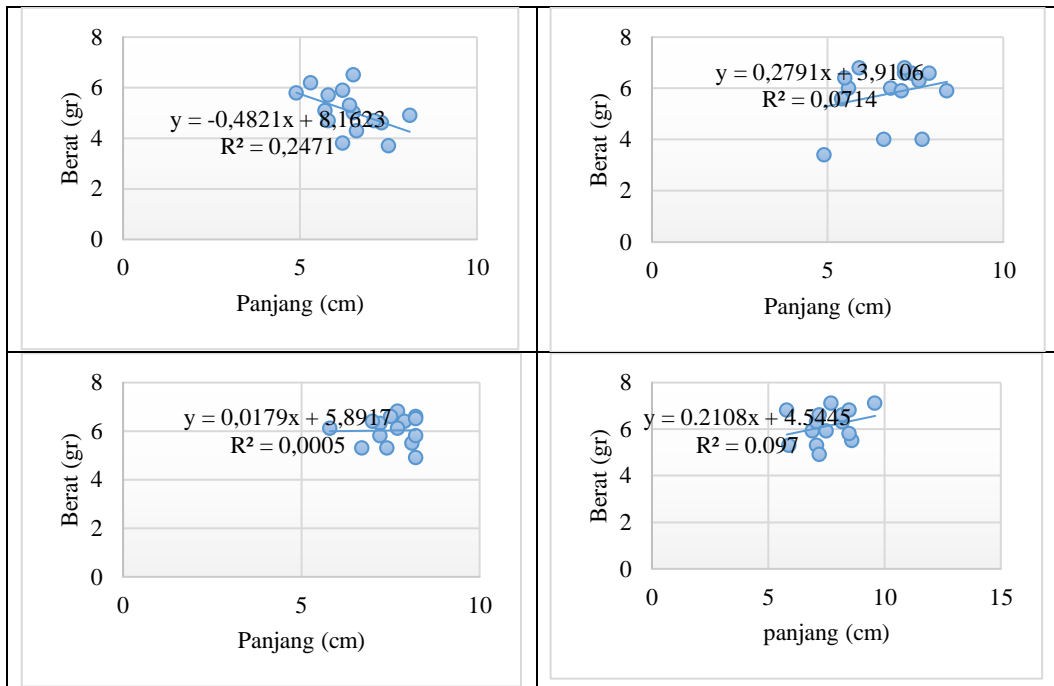 8
6
4
2
0
0
5
10
Berat (gr)
Panjang (cm)
y = -0,4821x + 8,1623
R² = 0,2471
8
6
4
2
0
0
5
10
Berat (gr)
Panjang (cm)
y = 0,2791x + 3,9106
R² = 0,0714
8
6
4
2
0
0
5
10
Berat (gr)
Panjang (cm)
y = 0,0179x + 5,8917
R² = 0,0005
8
6
4
2
0
0
5
10
15
Berat (gr)
panjang (cm)
y = 0.2108x + 4.5445
R² = 0.097